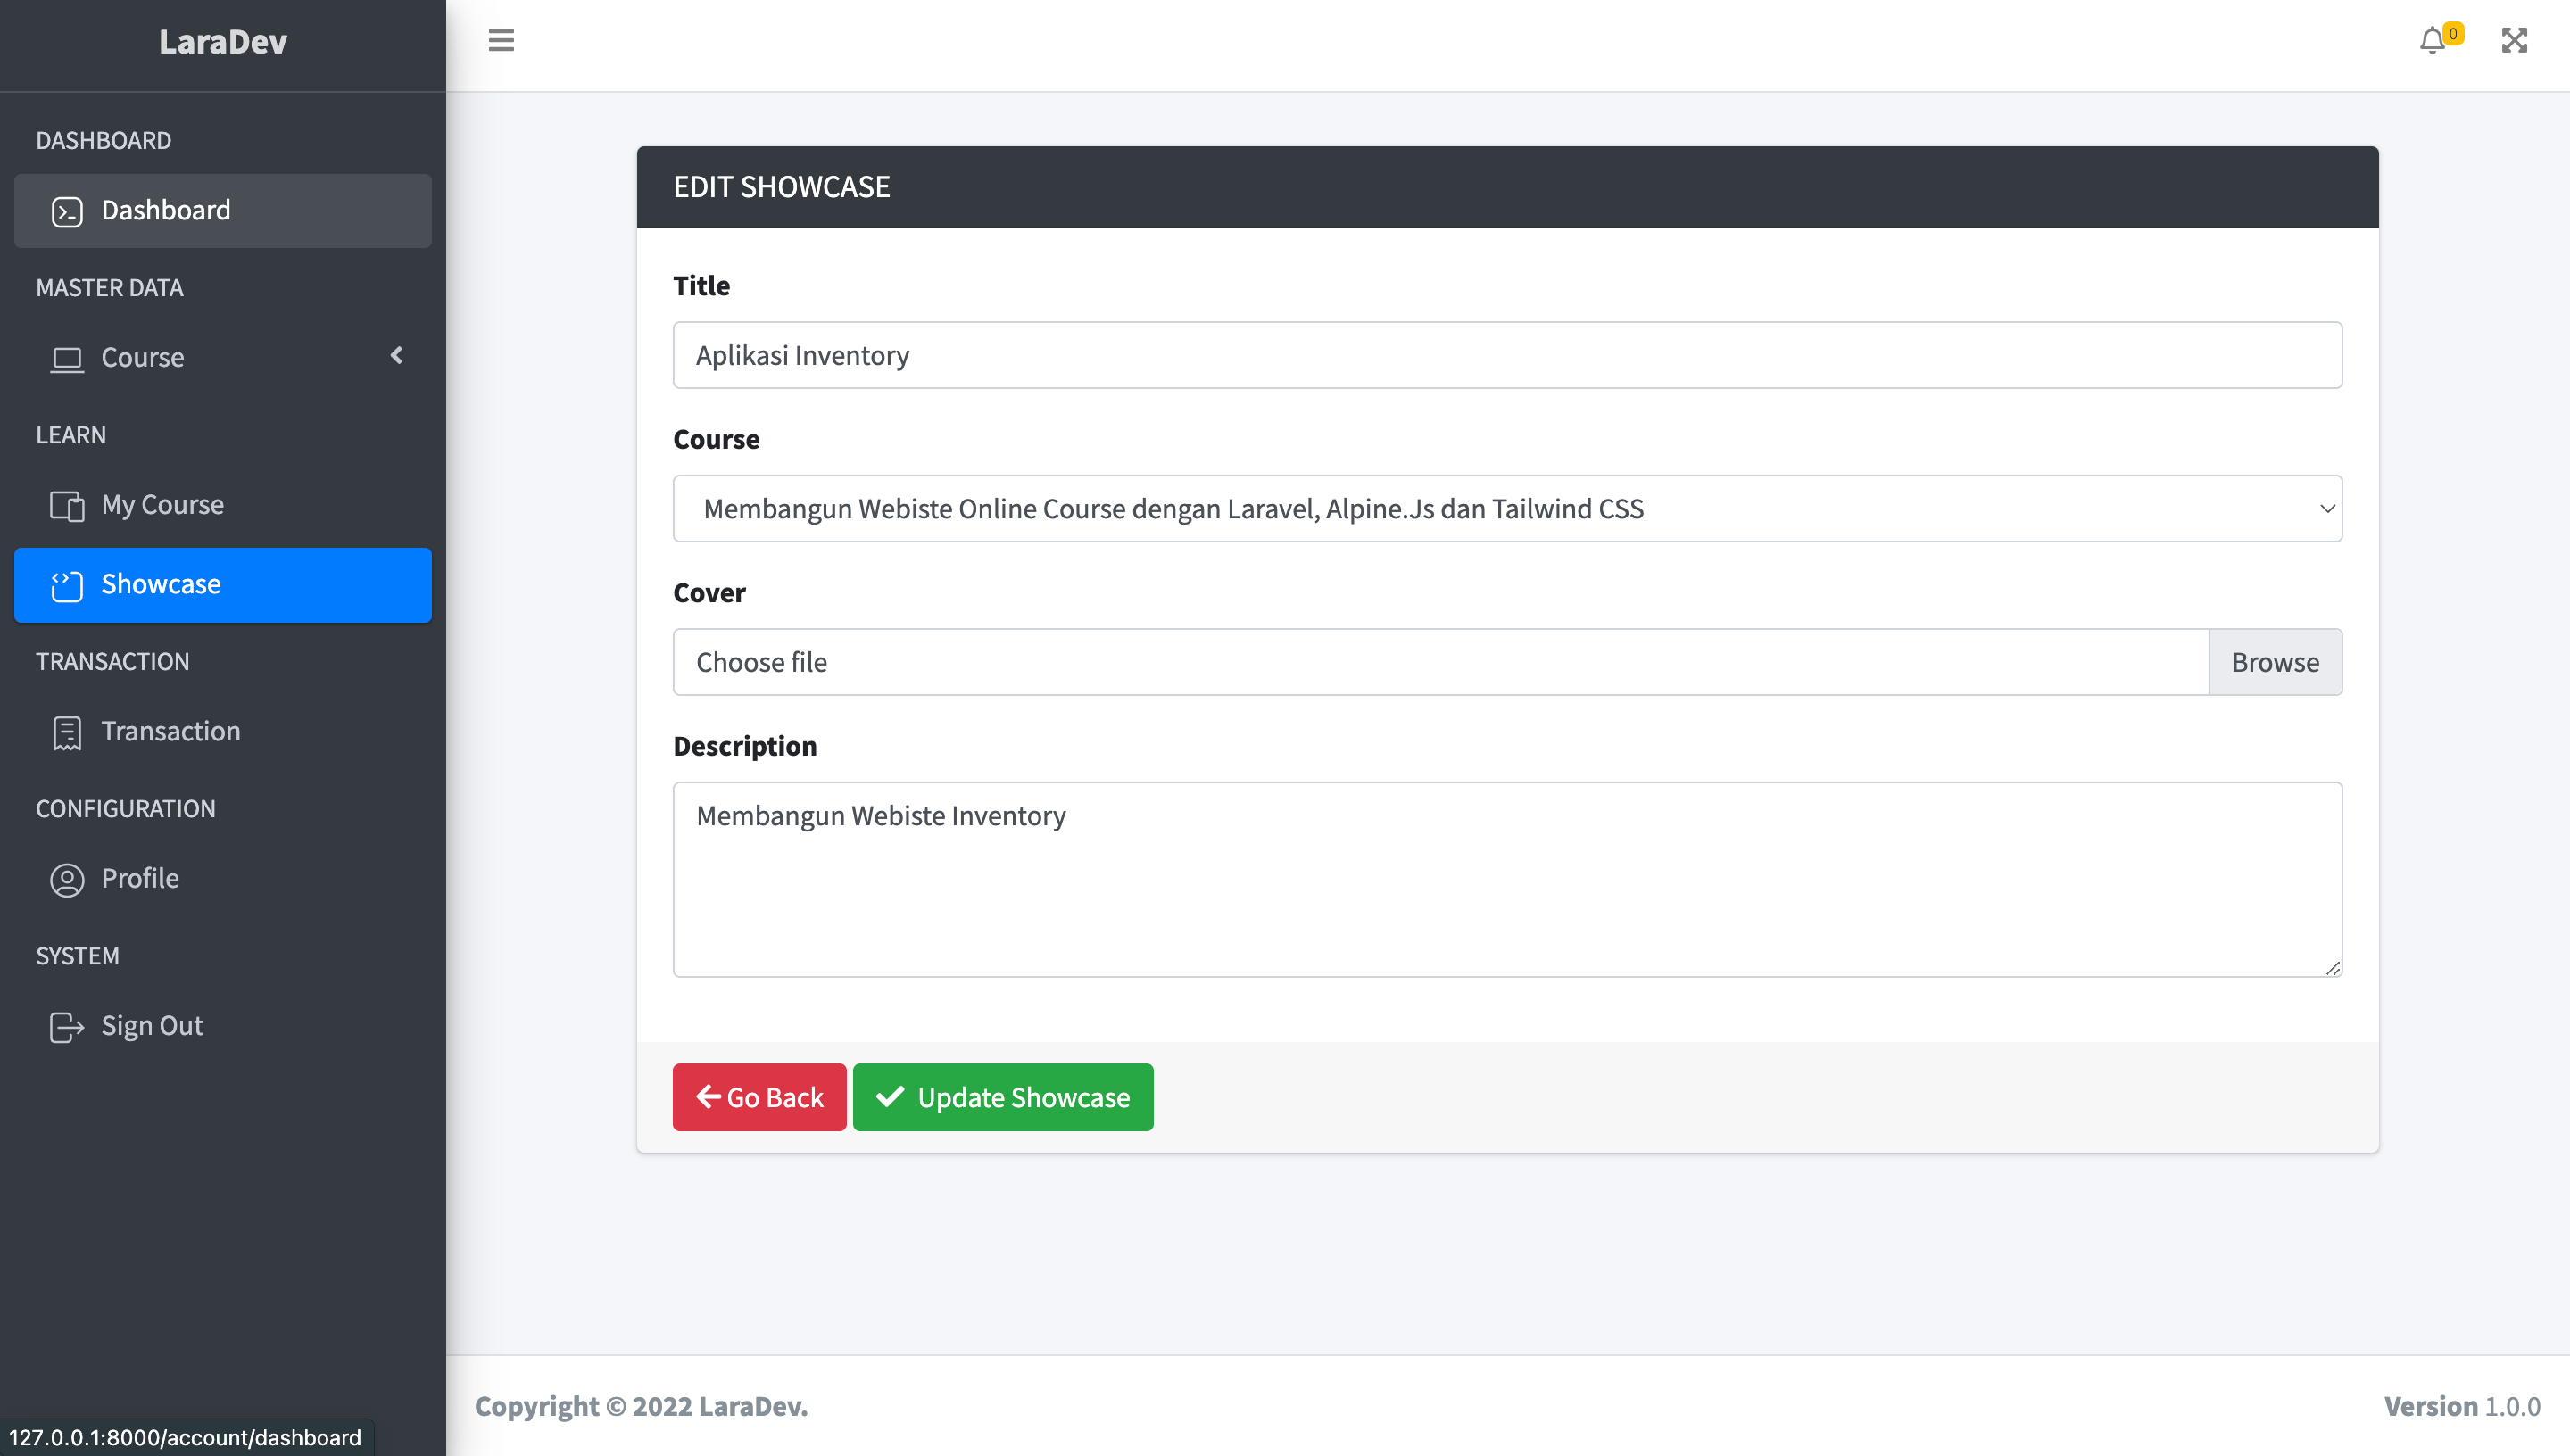 LaraDev
0
DASHBOARD
Dashboard
MASTER DATA
Course
LEARN
My Course
Showcase
TRANSACTION
Transaction
CONFIGURATION
Profile
SYSTEM
Sign Out
EDIT SHOWCASE
Title
Aplikasi Inventory
Course
Membangun Webiste Online Course dengan Laravel, Alpine.Js dan Tailwind CSS
Cover
Choose file Browse
Description
Membangun Webiste Inventory
Go Back Update Showcase
Copyright © 2022 LaraDev. Version 1.0.0
127.0.0.1:8000/account/dashboard